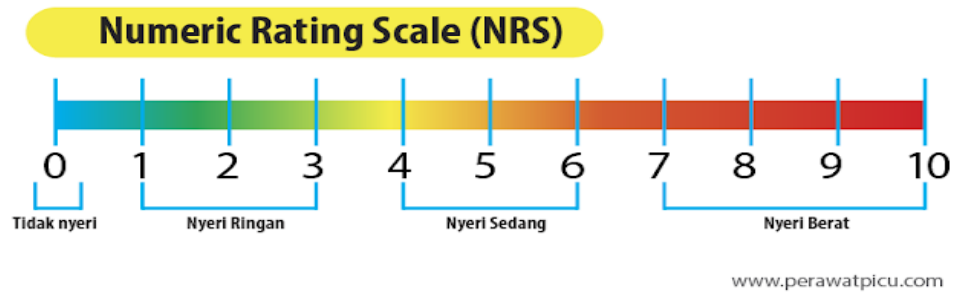 Numeric Rating Scale (NRS)
0 1 2 3 4 5 6 7 8 9 10
Tidak nyeri Nyeri Ringan Nyeri Sedang Nyeri Berat
www.perawatpicu.com